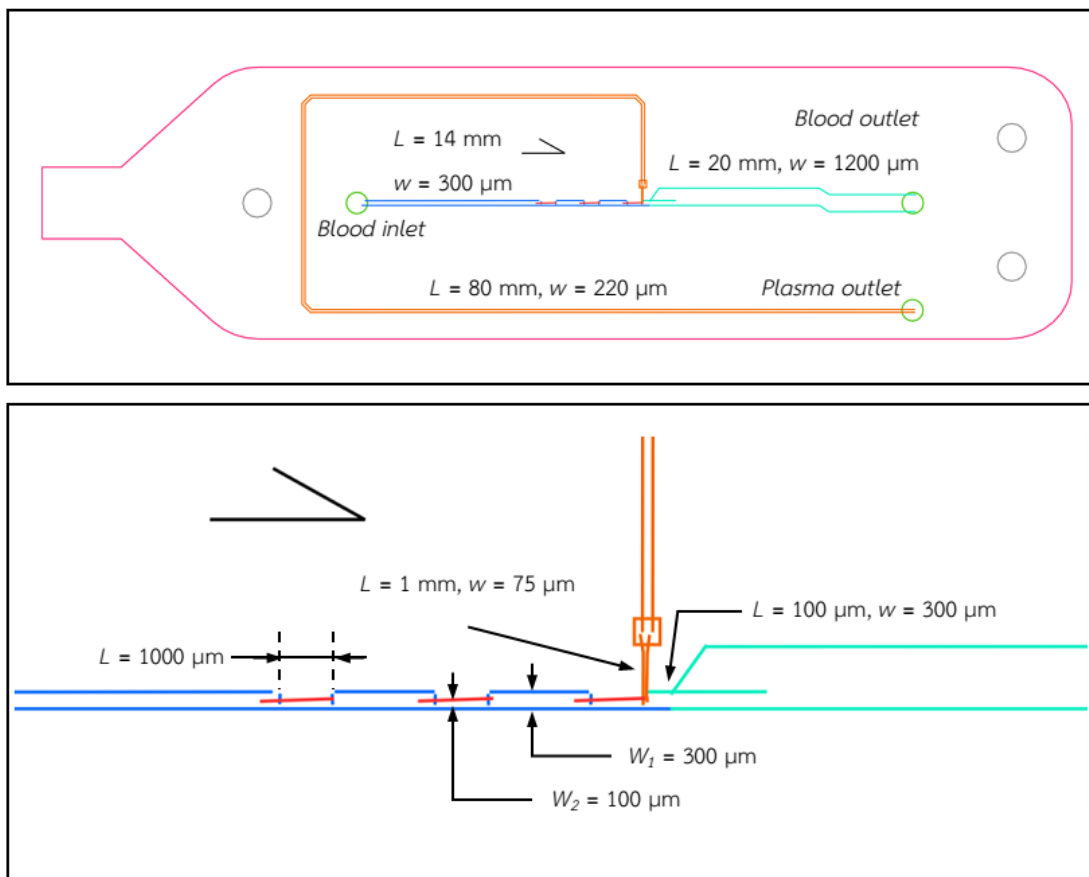 Blood outlet
L = 14 mm
L = 20 mm, w = 1200 µm
w = 300 µm
Blood inlet
L = 80 mm, w = 220 µm
Plasma outlet
L = 1 mm, w = 75 µm
L = 100 µm, w = 300 µm
L = 1000 µm
W₁ = 300 µm
W₂ = 100 µm